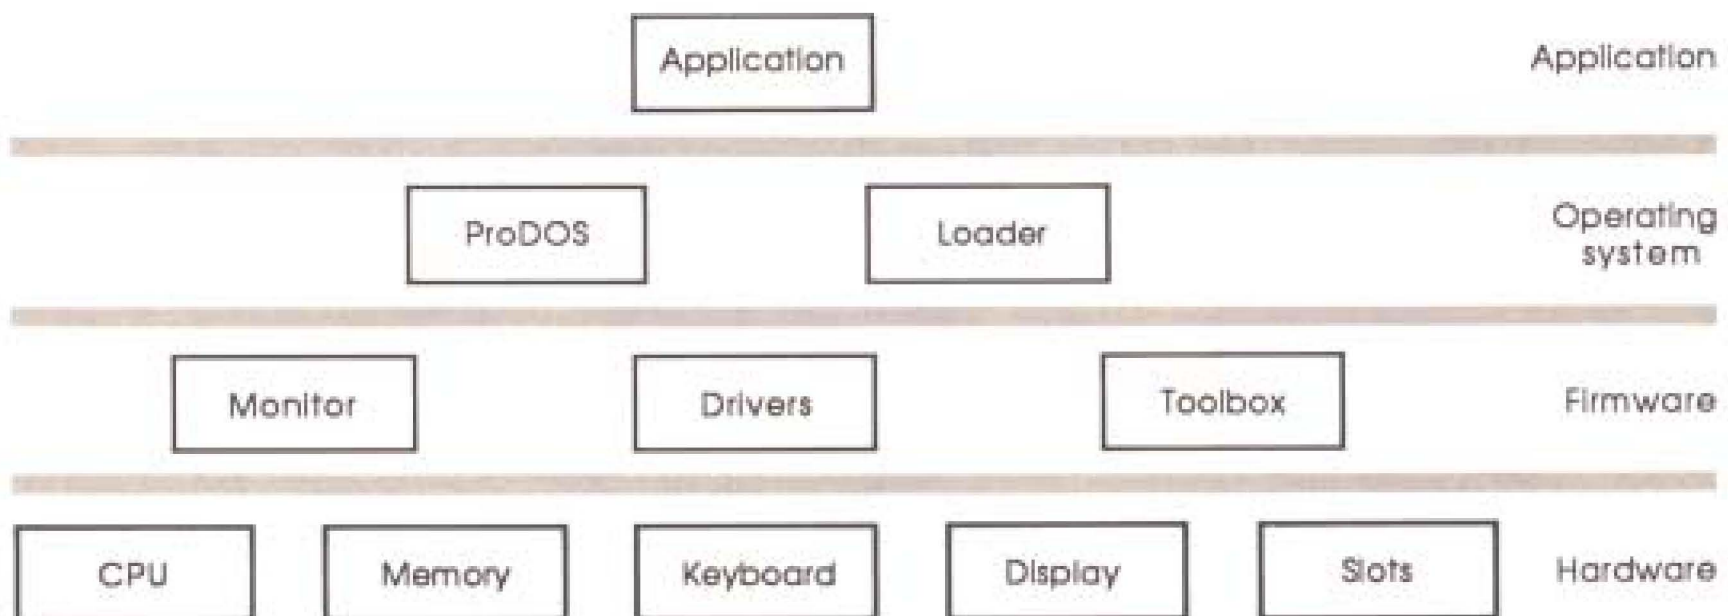 Application
Application
ProDOS
Loader
Operating
system
Monitor
Drivers
Toolbox
Firmware
CPU
Memory
Keyboard
Display
Slots
Hardware